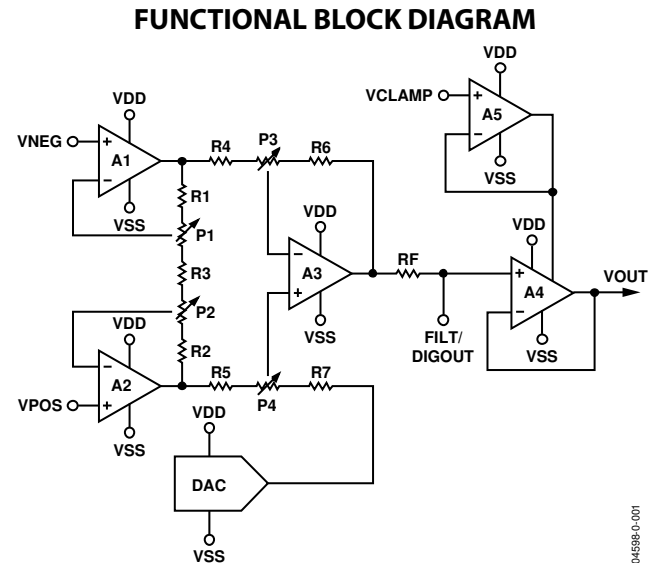 FUNCTIONAL BLOCK DIAGRAM
VDD
VCLAMP
+
A5
−
VSS
VDD
VNEG
+
A1
−
VSS
R4
P3
R6
R1
P1
R3
P2
R2
VDD
−
A3
+
VSS
RF
FILT/
DIGOUT
VDD
+
A4
−
VSS
VOUT
VDD
−
A2
+
VPOS
VSS
R5
P4
R7
VDD
DAC
VSS
04598-0-001